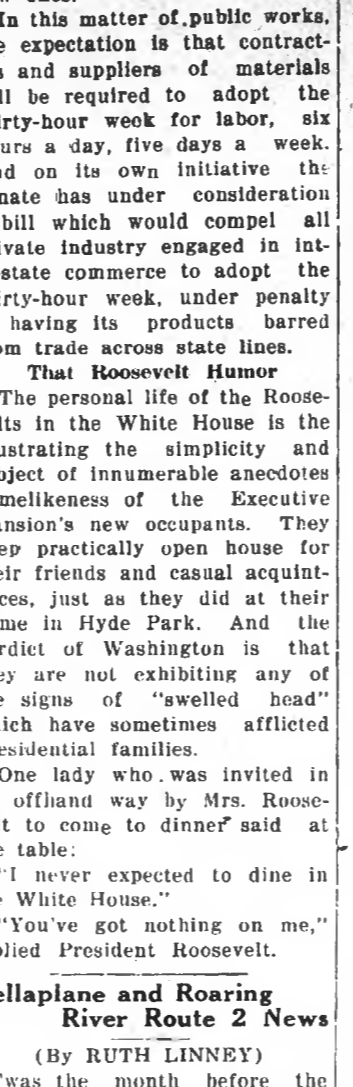 In this matter of public works,
e expectation is that contract-
s and suppliers of materials
ll be required to adopt the
irty-hour week for labor, six
urs a day, five days a week.
d on its own initiative the
nate has under consideration
bill which would compel all
ivate industry engaged in int-
state commerce to adopt the
irty-hour week, under penalty
having its products barred
om trade across state lines.
That Roosevelt Humor
The personal life of the Roose-
lts in the White House is the
ustrating the simplicity and
bject of innumerable anecdotes
melikeness of the Executive
ansion's new occupants. They
ep practically open house for
eir friends and casual acquint-
ces, just as they did at their
me in Hyde Park. And the
rdict of Washington is that
ey are not exhibiting any of
e signs of "swelled head"
hich have sometimes afflicted
esidential families.
One lady who was invited in
offhand way by Mrs. Roose-
t to come to dinner said at
e table:
"I never expected to dine in
e White House."
"You've got nothing on me,"
plied President Roosevelt.
ellaplane and Roaring
River Route 2 News
(By RUTH LINNEY)
'was the month before the